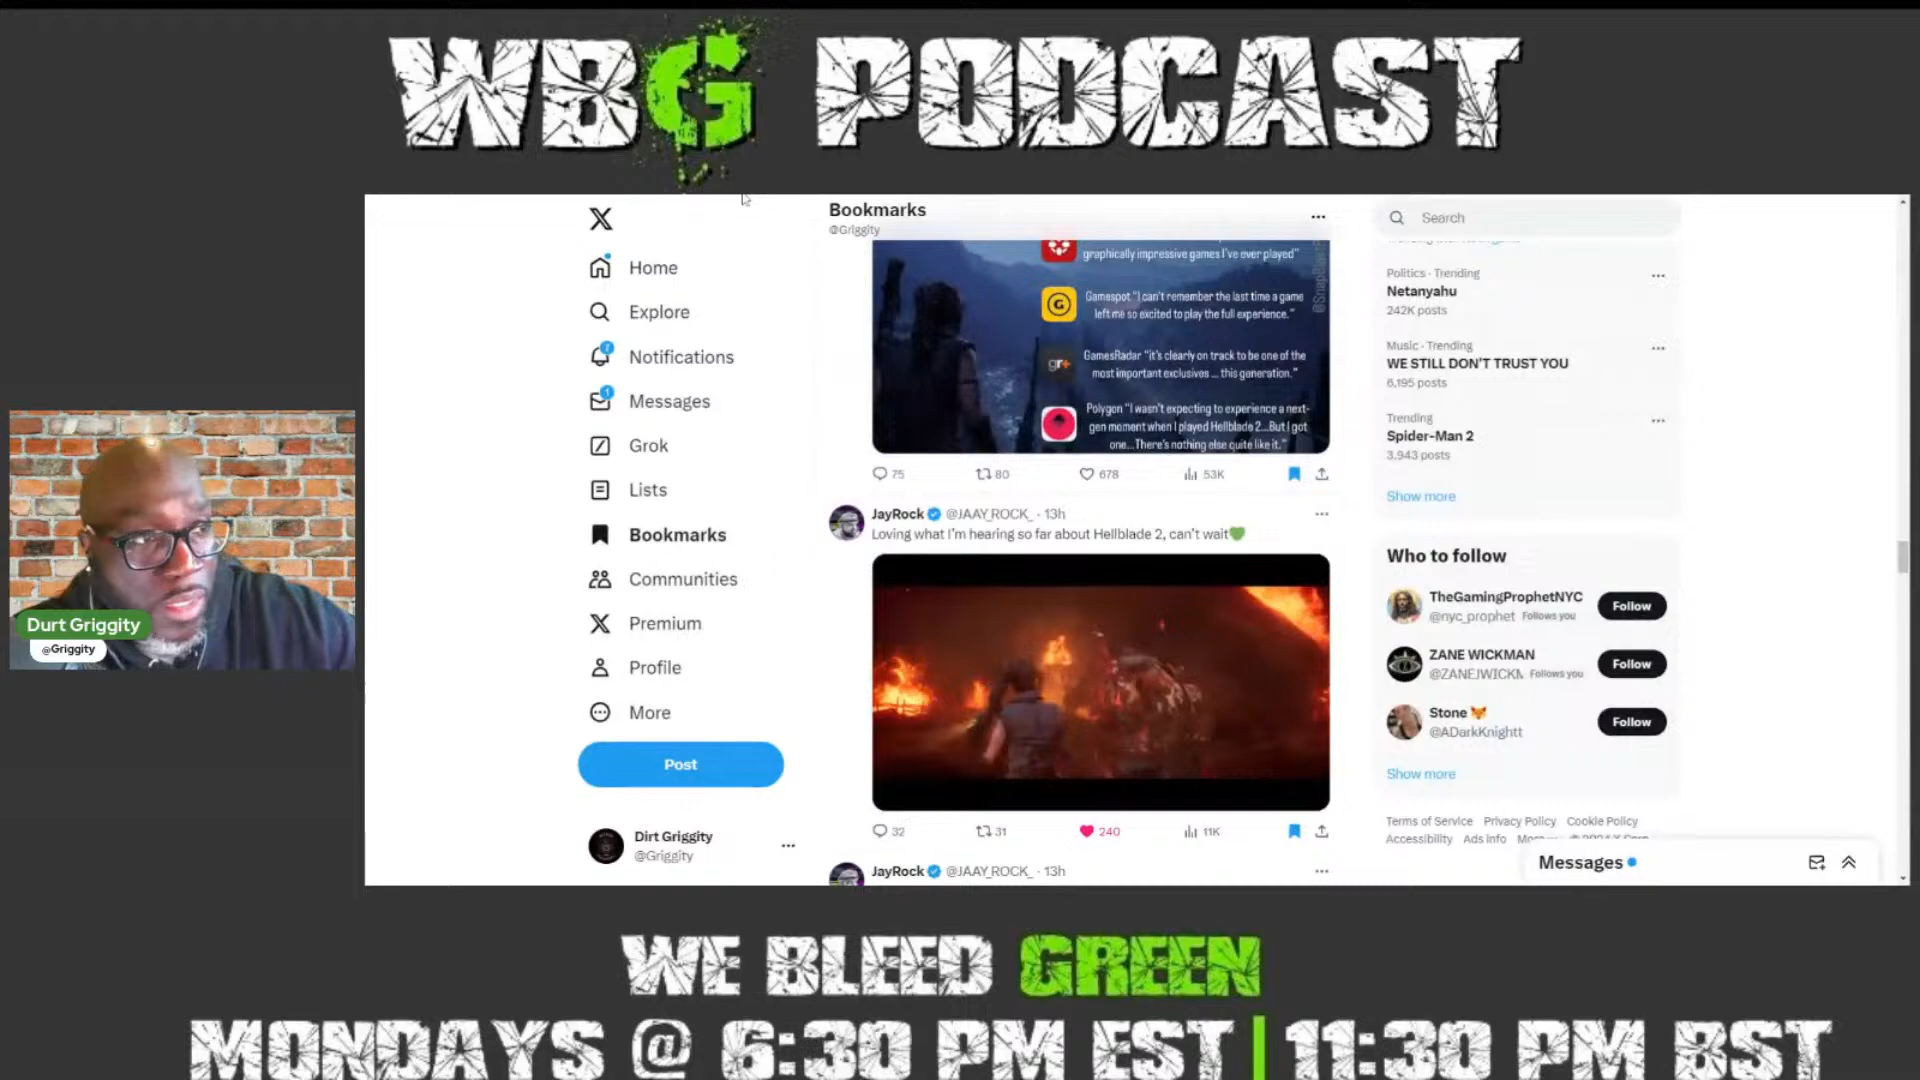 WBG PODCAST
Home
Explore
7
Notifications
1
Messages
Grok
Lists
Bookmarks
Communities
Premium
Profile
More
Post
Dirt Griggity
@Griggity
Durt Griggity
@Griggity
Bookmarks
@Griggity
graphically impressive games I've ever played"
Gamespot "I can't remember the last time a game
left me so excited to play the full experience."
gr+
GamesRadar "it's clearly on track to be one of the
most important exclusives ... this generation."
Polygon "I wasn't expecting to experience a next-
gen moment when I played Hellblade 2...But I got
one...There's nothing else quite like it."
75 80 678 53K
JayRock @JAAY_ROCK_ · 13h
Loving what I'm hearing so far about Hellblade 2, can't wait
32 31 240 11K
JayRock @JAAY_ROCK_ · 13h
Search
Politics · Trending
Netanyahu
242K posts
Music · Trending
WE STILL DON'T TRUST YOU
6,195 posts
Trending
Spider-Man 2
3,943 posts
Show more
Who to follow
TheGamingProphetNYC
@nyc_prophet Follows you
Follow
ZANE WICKMAN
@ZANEJWICKM Follows you
Follow
Stone
@ADarkKnightt
Follow
Show more
Terms of Service Privacy Policy Cookie Policy
Accessibility Ads info More
Messages
WE BLEED GREEN
MONDAYS @ 6:30 PM EST | 11:30 PM BST